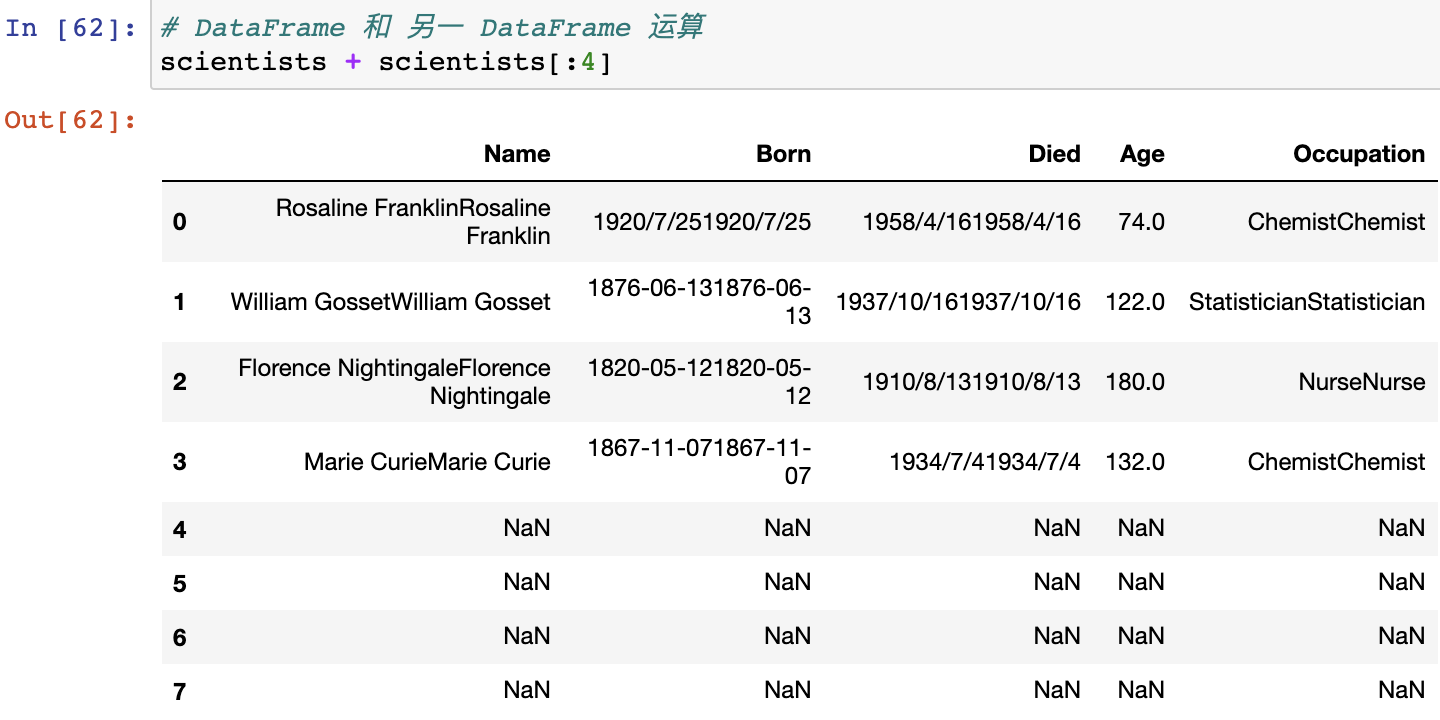 In [62]: # DataFrame 和 另一 DataFrame 运算
scientists + scientists[:4]
Out[62]:
Name Born Died Age Occupation
0 Rosaline FranklinRosaline Franklin 1920/7/251920/7/25 1958/4/161958/4/16 74.0 ChemistChemist
1 William GossetWilliam Gosset 1876-06-131876-06-13 1937/10/161937/10/16 122.0 StatisticianStatistician
2 Florence NightingaleFlorence Nightingale 1820-05-121820-05-12 1910/8/131910/8/13 180.0 NurseNurse
3 Marie CurieMarie Curie 1867-11-071867-11-07 1934/7/41934/7/4 132.0 ChemistChemist
4 NaN NaN NaN NaN NaN
5 NaN NaN NaN NaN NaN
6 NaN NaN NaN NaN NaN
7 NaN NaN NaN NaN NaN